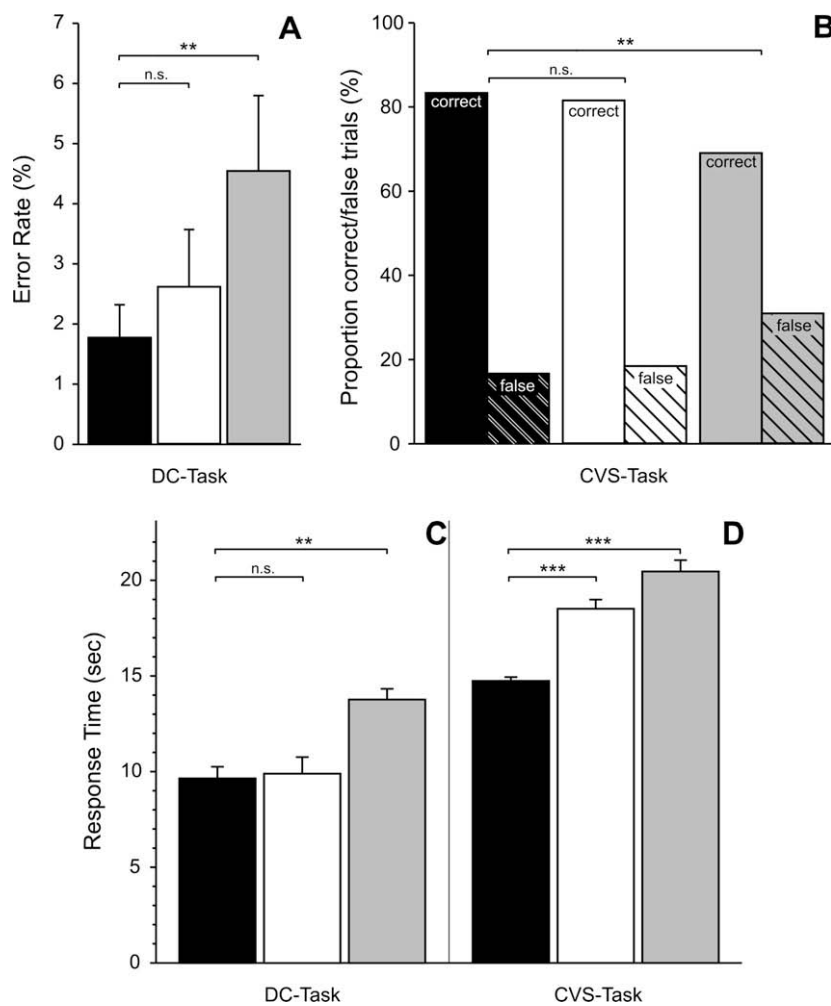 A
Error Rate (%)
7
6
5
4
3
2
1
0
**
n.s.
DC-Task
B
Proportion correct/false trials (%)
100
80
60
40
20
0
**
n.s.
correct
false
correct
false
correct
false
CVS-Task
C
Response Time (sec)
20
15
10
5
0
**
n.s.
DC-Task
D
***
***
CVS-Task